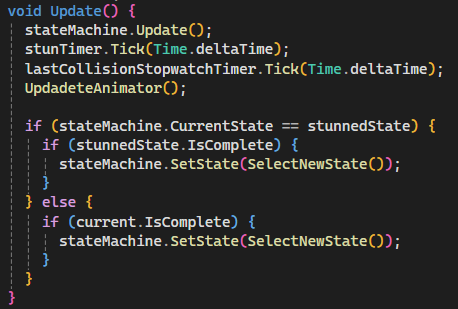 void Update() {
stateMachine.Update();
stunTimer.Tick(Time.deltaTime);
lastCollisionStopwatchTimer.Tick(Time.deltaTime);
UpdadeteAnimator();
if (stateMachine.CurrentState == stunnedState) {
if (stunnedState.IsComplete) {
stateMachine.SetState(SelectNewState());
}
} else {
if (current.IsComplete) {
stateMachine.SetState(SelectNewState());
}
}
}